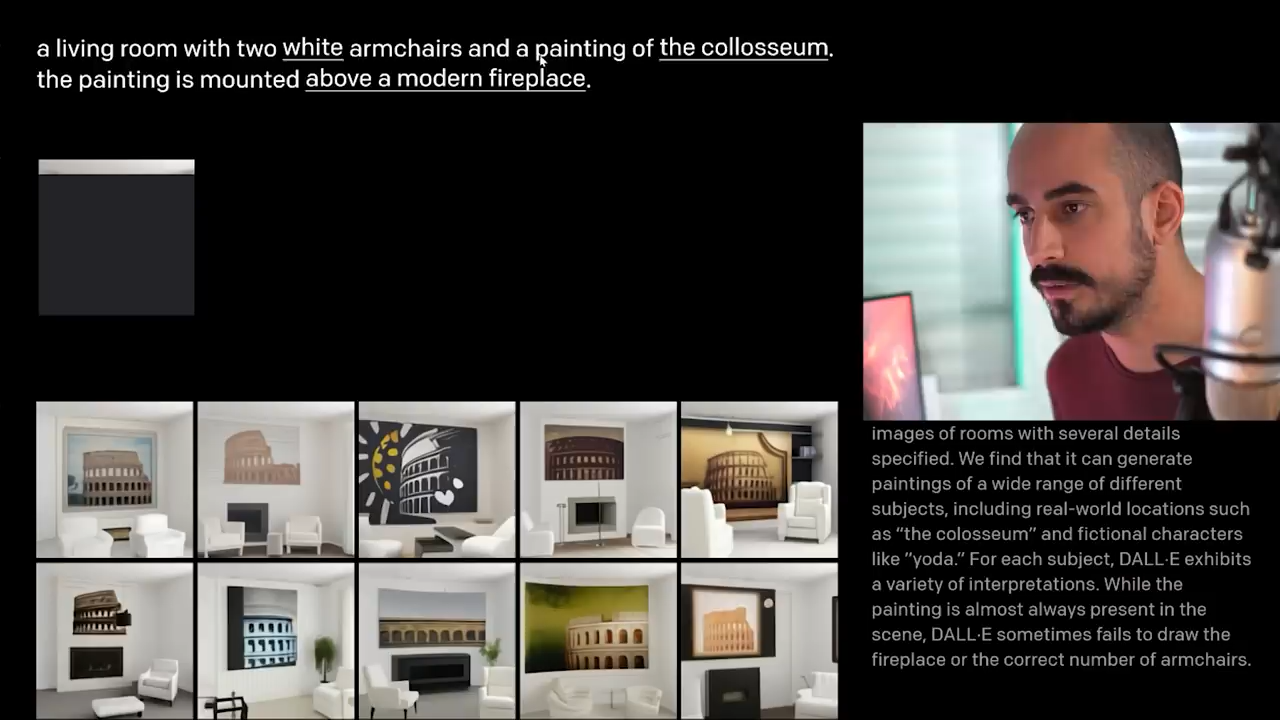 a living room with two white armchairs and a painting of the collosseum.
the painting is mounted above a modern fireplace.
images of rooms with several details
specified. We find that it can generate
paintings of a wide range of different
subjects, including real-world locations such
as “the colosseum” and fictional characters
like “yoda.” For each subject, DALL·E exhibits
a variety of interpretations. While the
painting is almost always present in the
scene, DALL·E sometimes fails to draw the
fireplace or the correct number of armchairs.